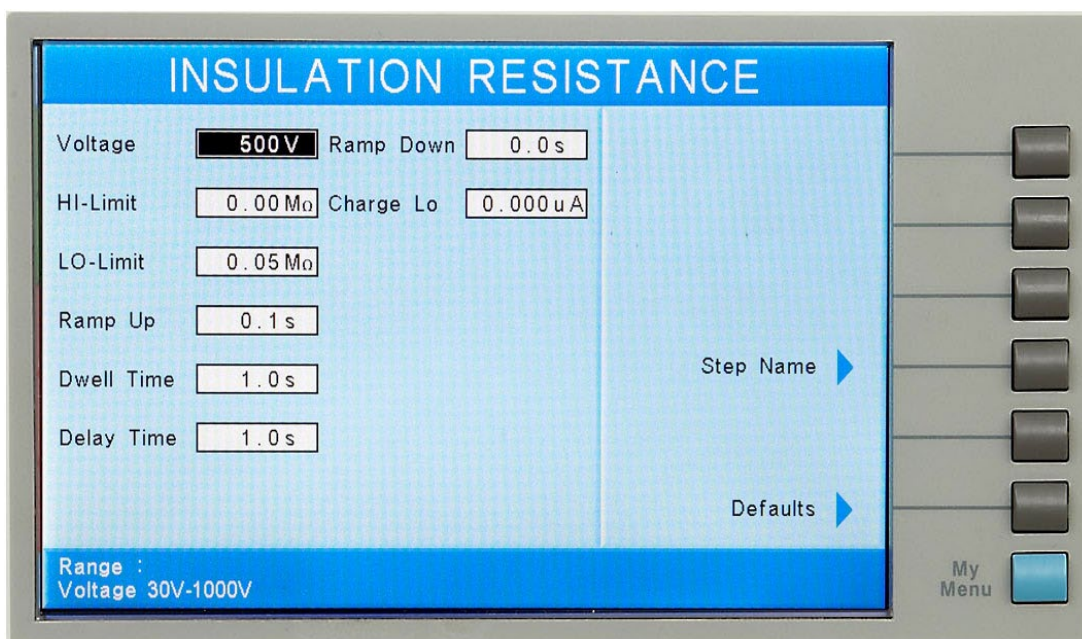 INSULATION RESISTANCE
Voltage 500V Ramp Down 0.0s
HI-Limit 0.00MΩ Charge Lo 0.000uA
LO-Limit 0.05MΩ
Ramp Up 0.1s
Step Name
Dwell Time 1.0s
Delay Time 1.0s
Defaults
Range :
Voltage 30V-1000V
My
Menu